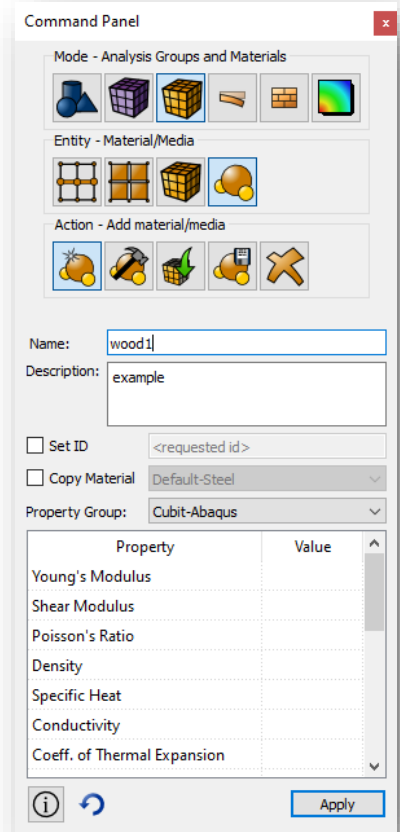 Command Panel
x
Mode - Analysis Groups and Materials
Entity - Material/Media
Action - Add material/media
Name: wood1
Description: example
Set ID <requested id>
Copy Material Default-Steel
Property Group: Cubit-Abaqus
Property Value
Young's Modulus
Shear Modulus
Poisson's Ratio
Density
Specific Heat
Conductivity
Coeff. of Thermal Expansion
Apply